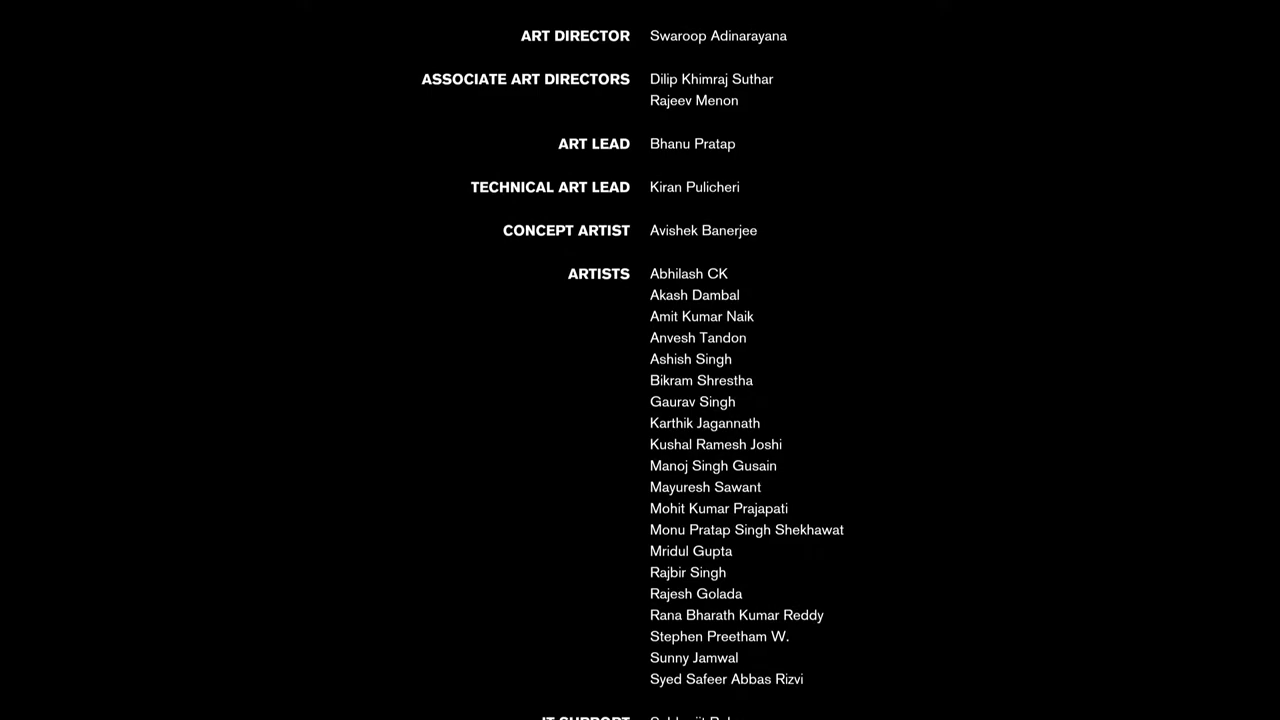 ART DIRECTOR Swaroop Adinarayana
ASSOCIATE ART DIRECTORS Dilip Khimraj Suthar
Rajeev Menon
ART LEAD Bhanu Pratap
TECHNICAL ART LEAD Kiran Pulicheri
CONCEPT ARTIST Avishek Banerjee
ARTISTS Abhilash CK
Akash Dambal
Amit Kumar Naik
Anvesh Tandon
Ashish Singh
Bikram Shrestha
Gaurav Singh
Karthik Jagannath
Kushal Ramesh Joshi
Manoj Singh Gusain
Mayuresh Sawant
Mohit Kumar Prajapati
Monu Pratap Singh Shekhawat
Mridul Gupta
Rajbir Singh
Rajesh Golada
Rana Bharath Kumar Reddy
Stephen Preetham W.
Sunny Jamwal
Syed Safeer Abbas Rizvi
IT SUPPORT